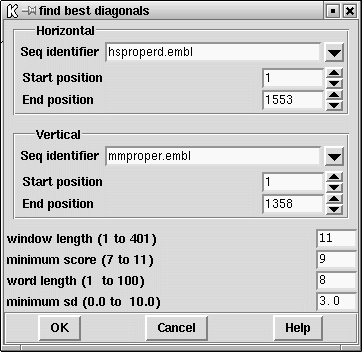 find best diagonals
Horizontal
Seq identifier hsproperd.embl
Start position 1
End position 1553
Vertical
Seq identifier mmproper.embl
Start position 1
End position 1358
window length (1 to 401) 11
minimum score (7 to 11) 9
word length (1 to 100) 8
minimum sd (0.0 to 10.0) 3.0
OK Cancel Help